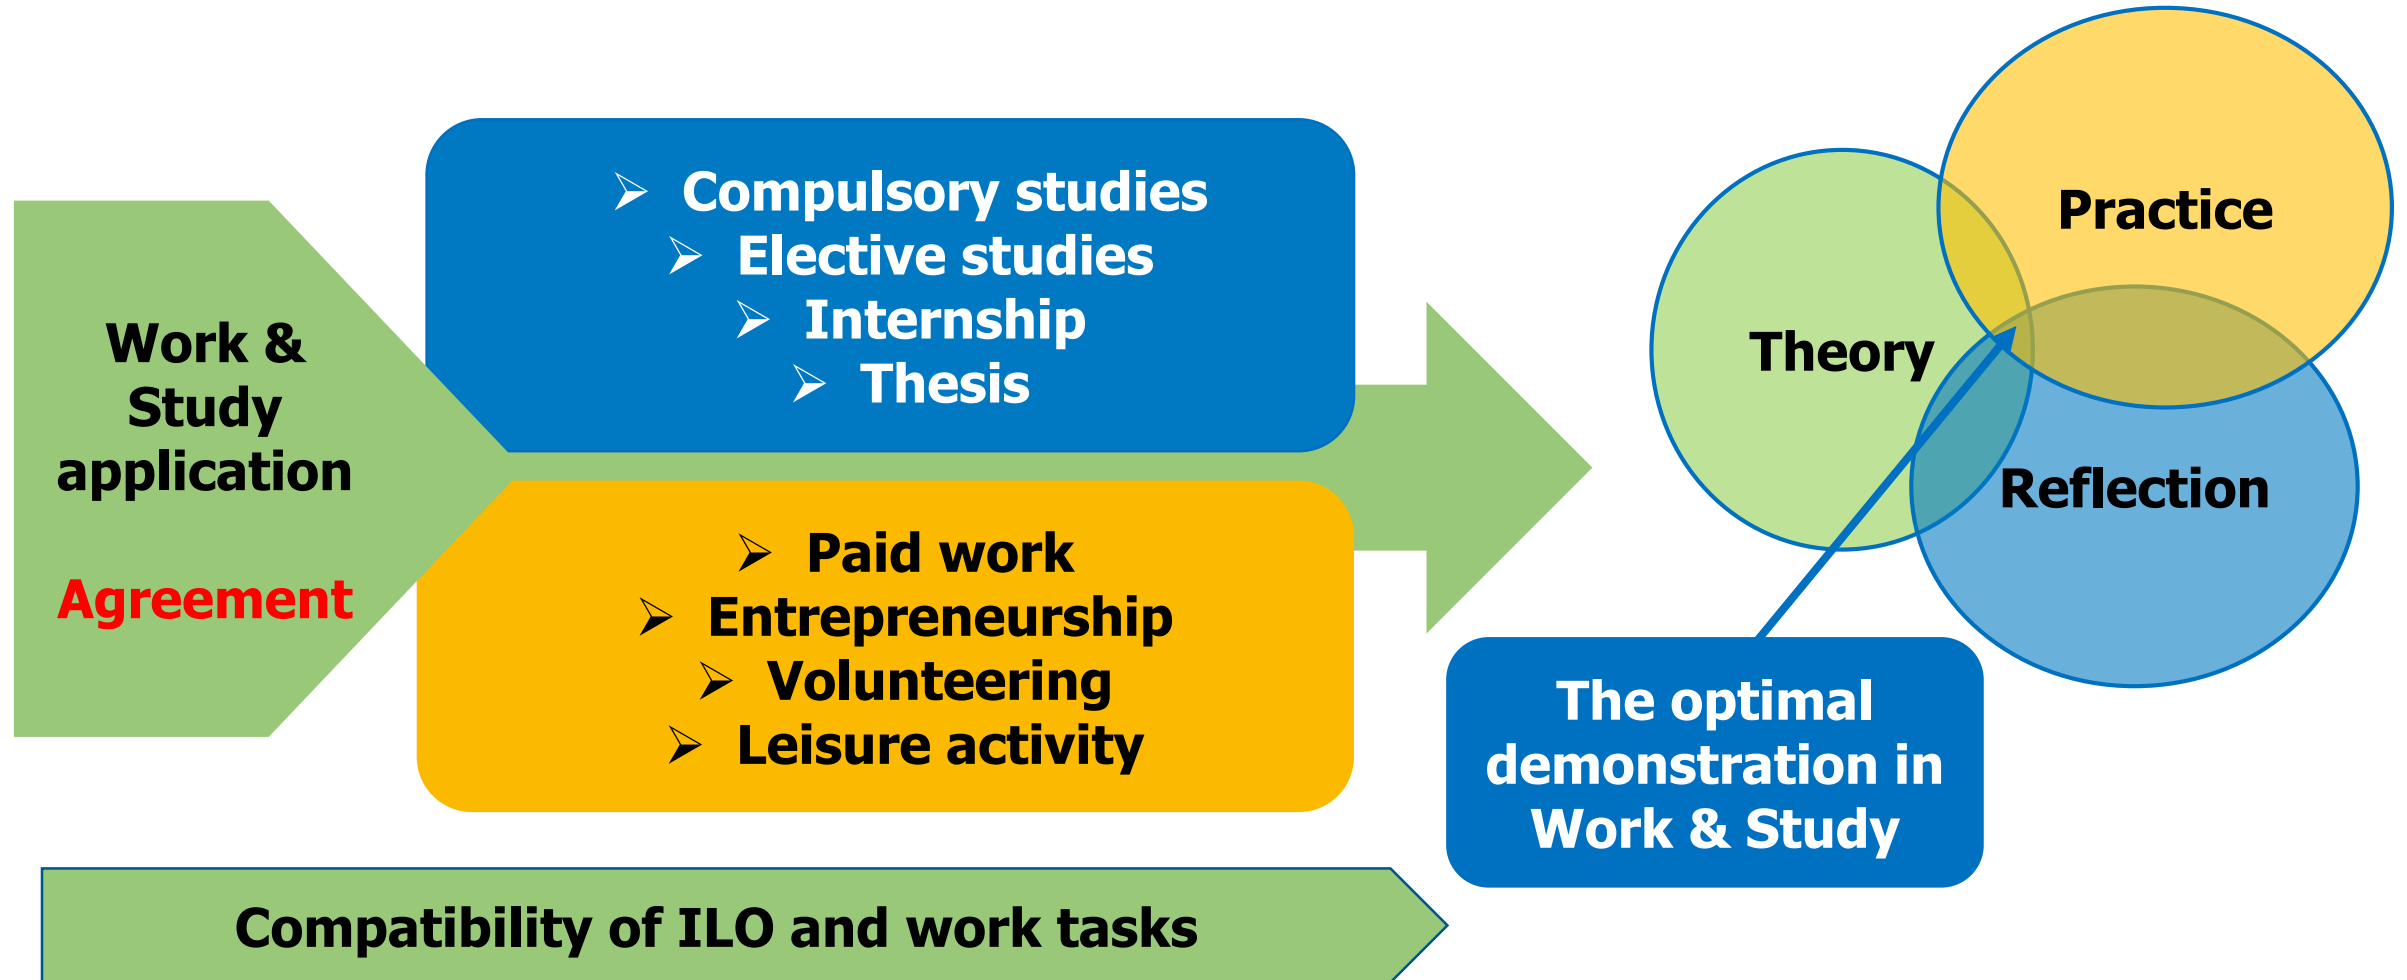 Work &
Study
application
Agreement
➢ Compulsory studies
➢ Elective studies
➢ Internship
➢ Thesis
➢ Paid work
➢ Entrepreneurship
➢ Volunteering
➢ Leisure activity
Practice
Theory
Reflection
The optimal
demonstration in
Work & Study
Compatibility of ILO and work tasks